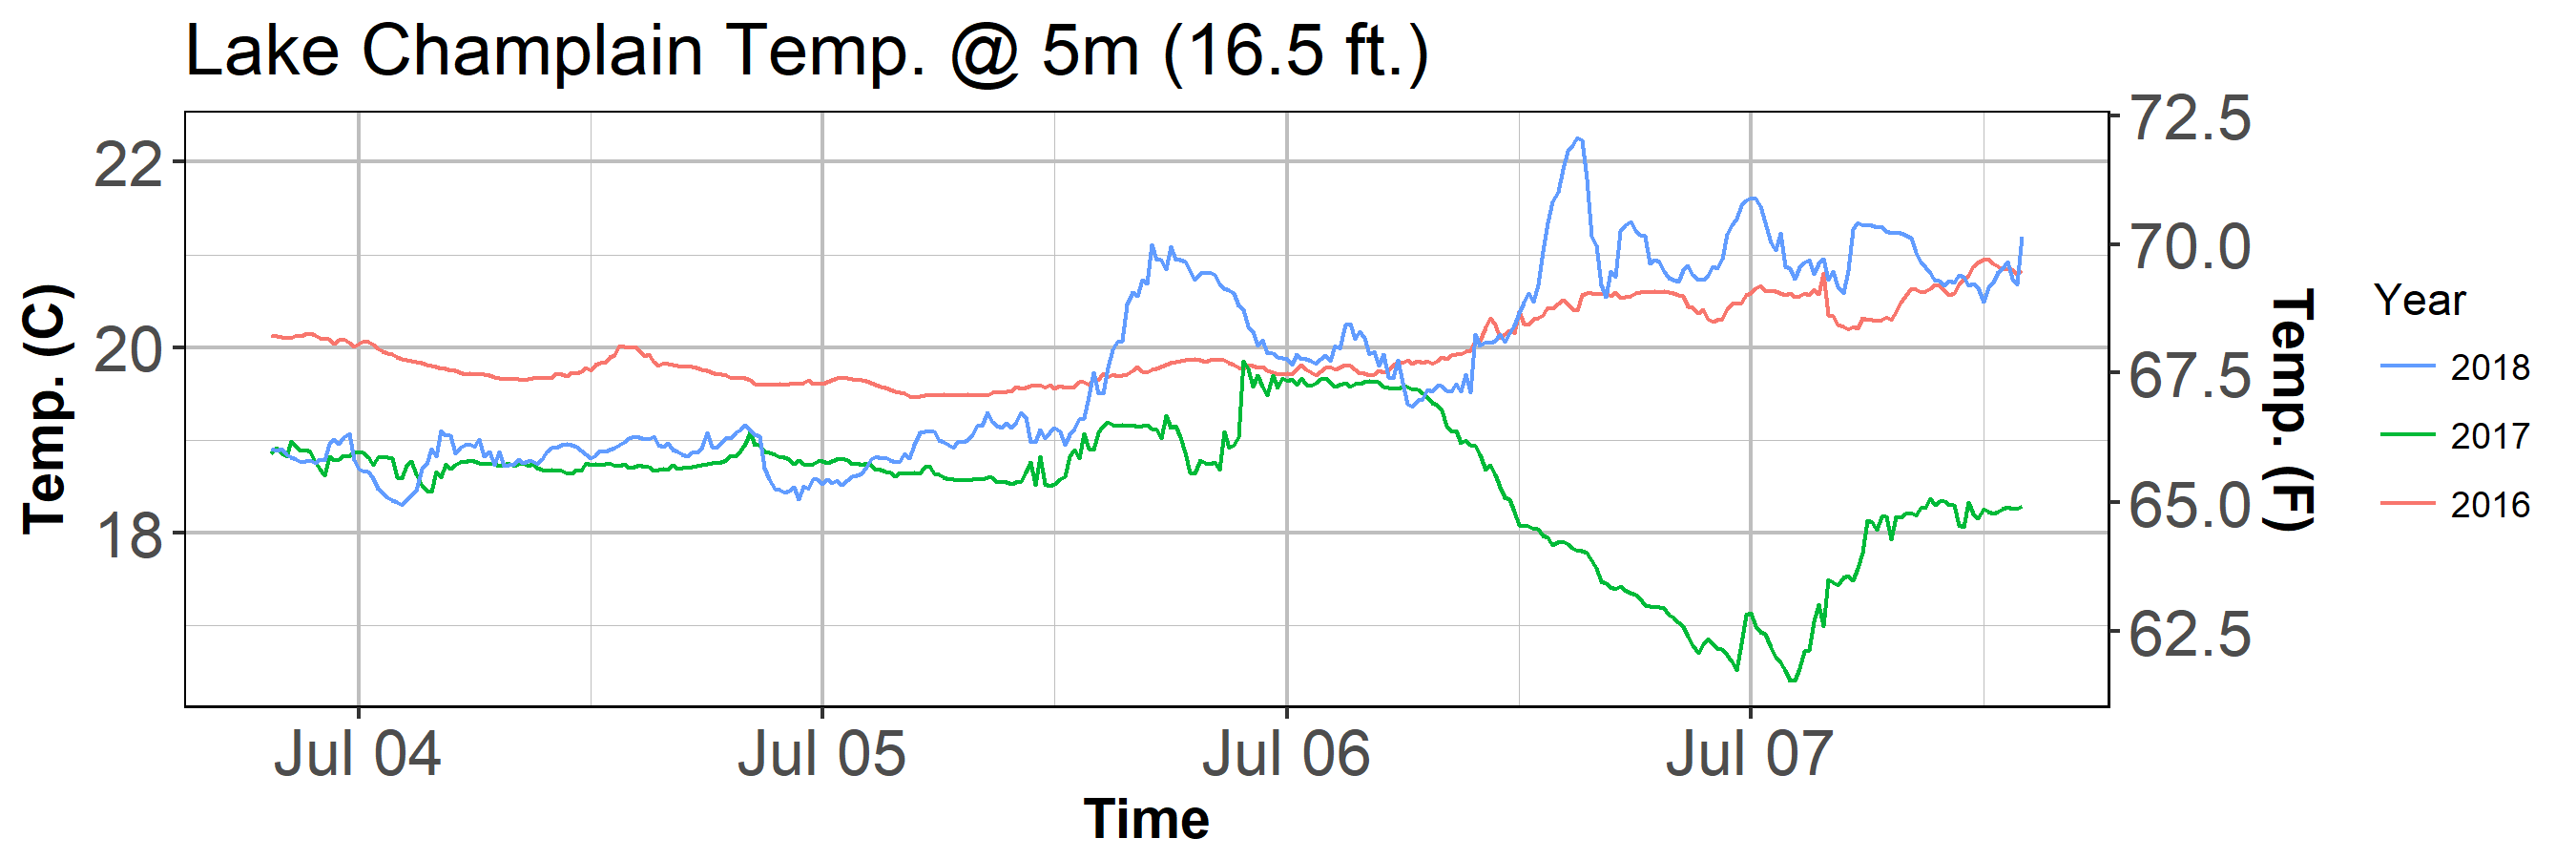 Lake Champlain Temp. @ 5m (16.5 ft.)
Temp. (C)
22
20
18
72.5
70.0
67.5
65.0
62.5
Temp. (F)
Jul 04
Jul 05
Jul 06
Jul 07
Time
Year
2018
2017
2016